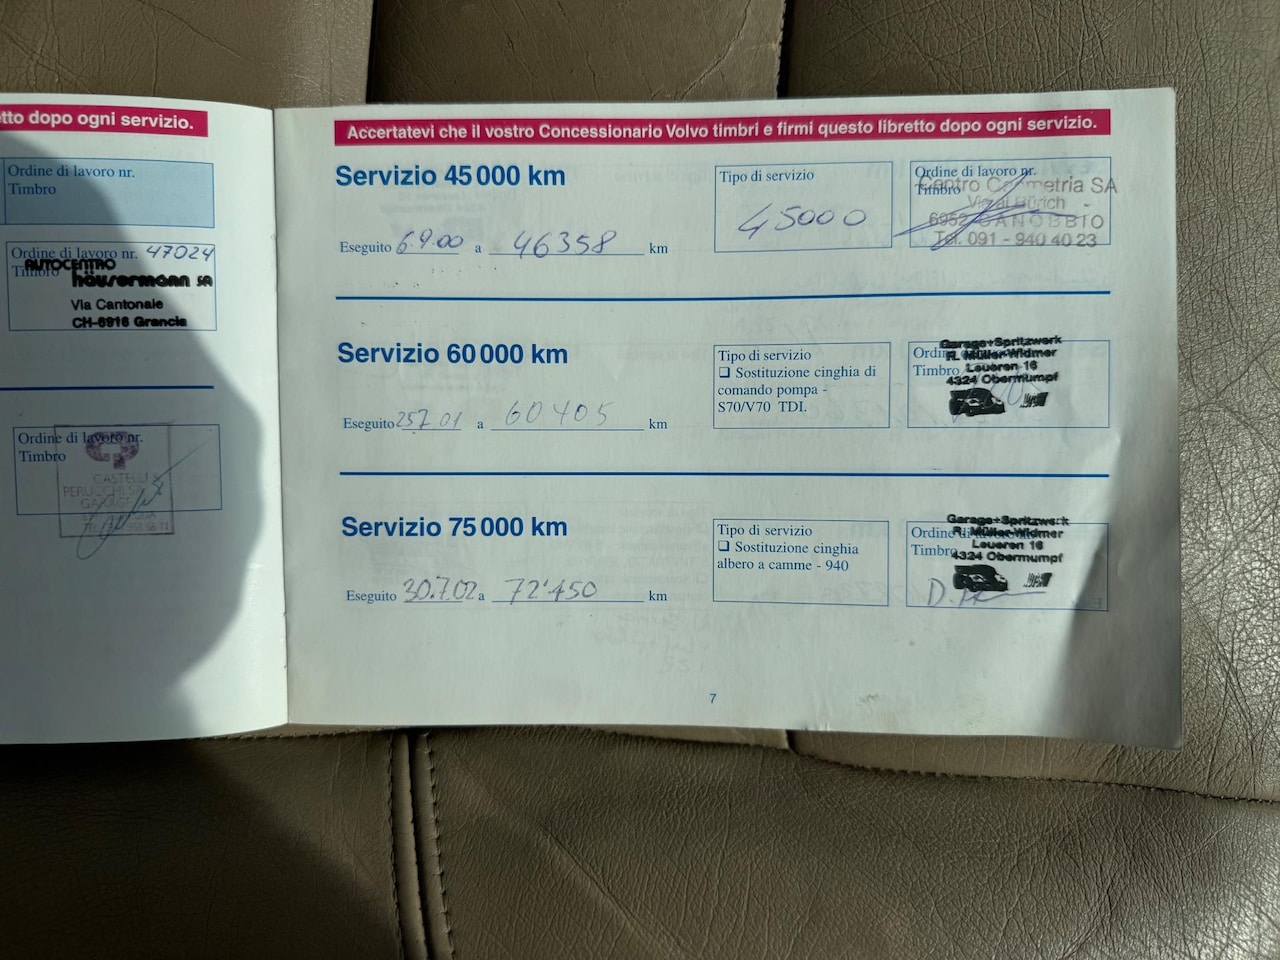 etto dopo ogni servizio.
Ordine di lavoro nr.
Timbro
Ordine di lavoro nr. 47024
Timbro
AUTOCENTRO
häusermann SA
Via Cantonale
CH-6916 Grancia
Ordine di lavoro nr.
Timbro
CASTELLI &
PERUCCHI
Accertatevi che il vostro Concessionario Volvo timbri e firmi questo libretto dopo ogni servizio.
Servizio 45 000 km
Eseguito 6.9.00 a 46358 km
Tipo di servizio
45000
Ordine di lavoro nr.
Timbro
Centro SA
Via
6952 CANOBBIO
Tel. 091 - 940 40 23
Servizio 60 000 km
Eseguito 25.7.01 a 60405 km
Tipo di servizio
❑ Sostituzione cinghia di
comando pompa -
S70/V70 TDI.
Timbro
Garage+Spritzwerk
R. Müller-Widmer
Leueren 16
4324 Obermumpf
Servizio 75 000 km
Eseguito 30.7.02 a 72'450 km
Tipo di servizio
❑ Sostituzione cinghia
albero a camme - 940
Ordine
Timbro
Garage+Spritzwerk
R. Müller-Widmer
Leueren 16
4324 Obermumpf
7